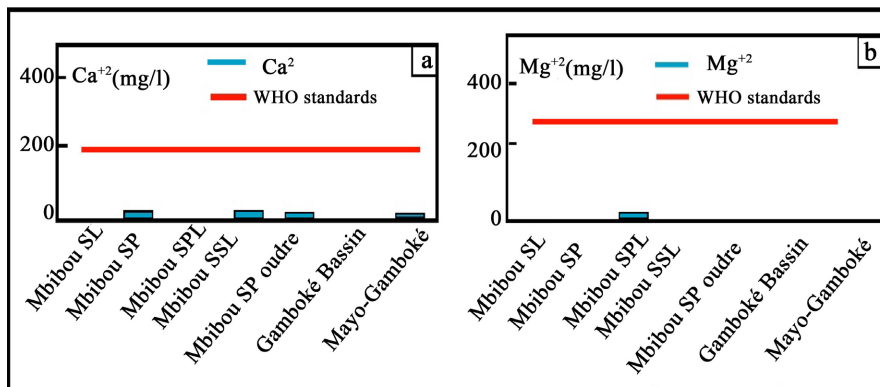 a
Ca⁺²(mg/l)
Ca²
WHO standards
400
200
0
Mbibou SL
Mbibou SP
Mbibou SPL
Mbibou SSL
Mbibou SP oudre
Gamboké Bassin
Mayo-Gamboké
b
Mg⁺²(mg/l)
Mg⁺²
WHO standards
400
200
0
Mbibou SL
Mbibou SP
Mbibou SPL
Mbibou SSL
Mbibou SP oudre
Gamboké Bassin
Mayo-Gamboké